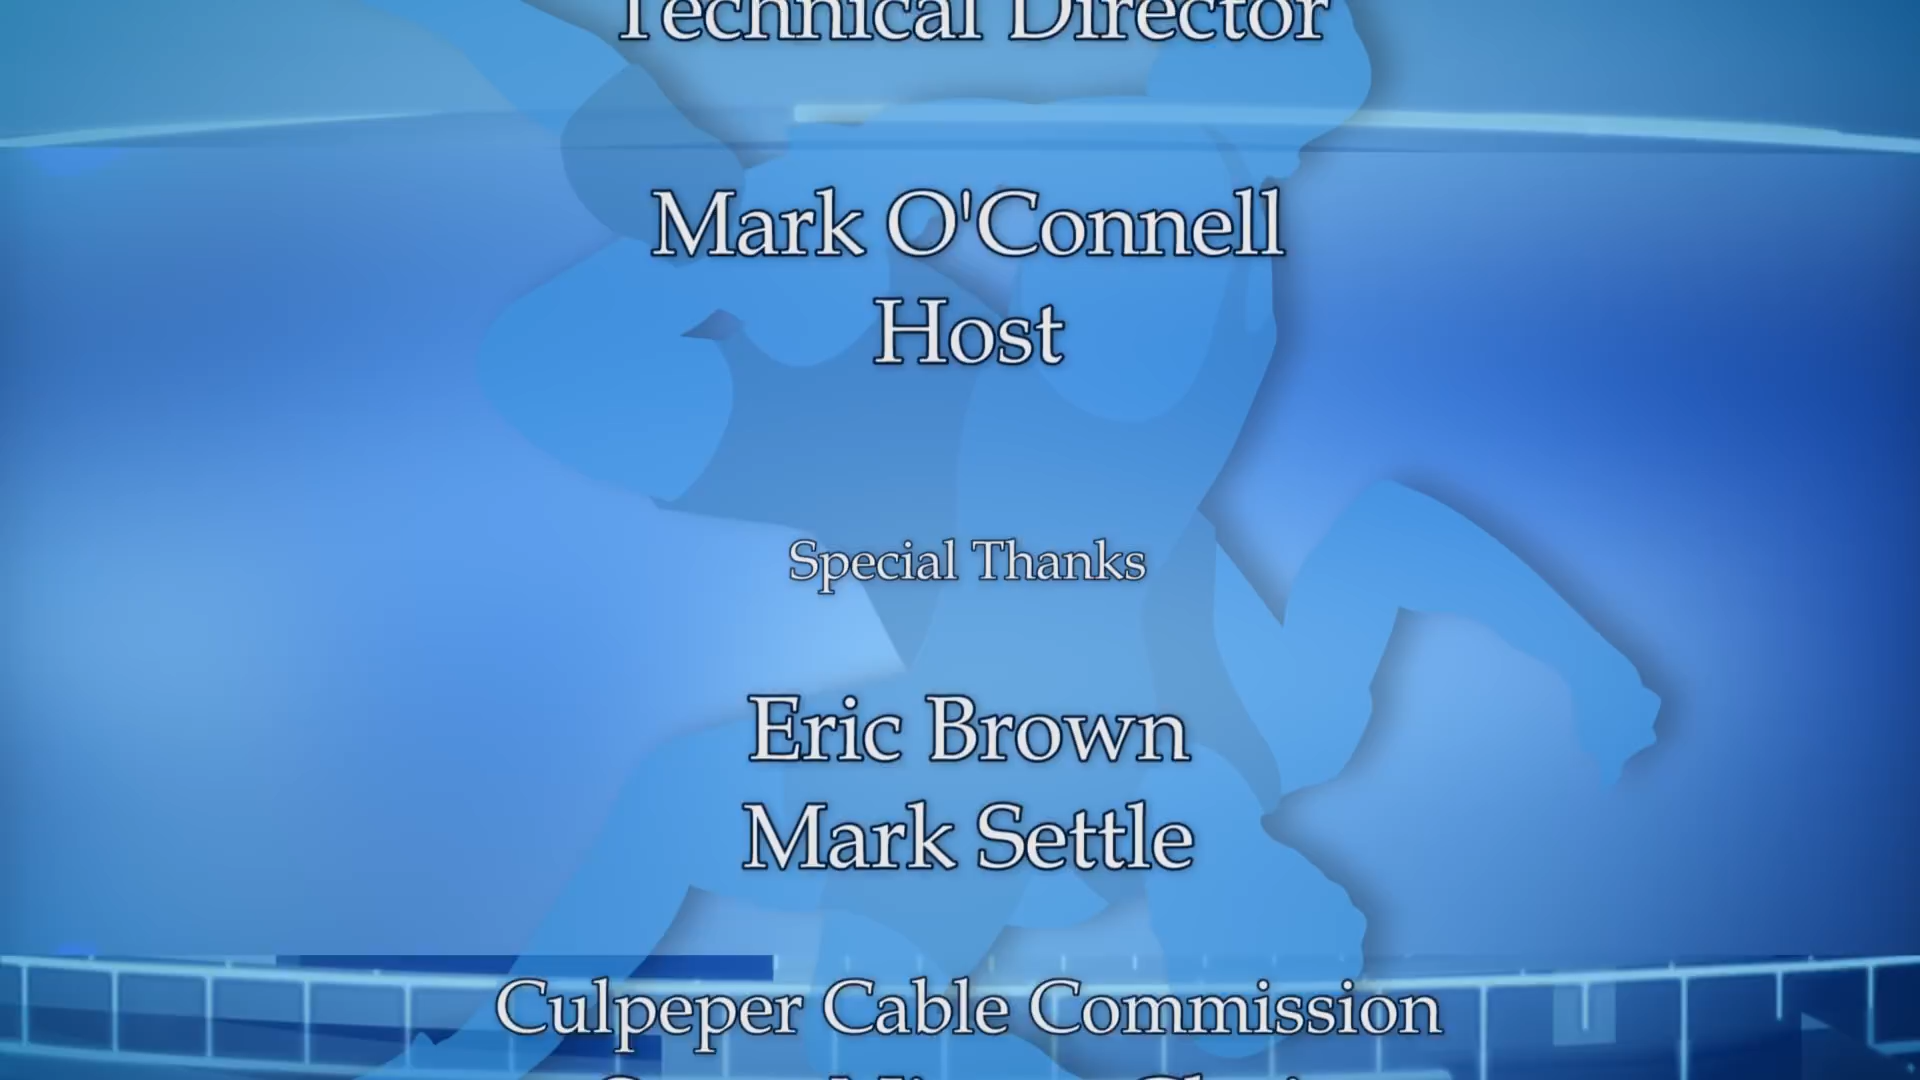 Technical Director
Mark O'Connell
Host
Special Thanks
Eric Brown
Mark Settle
Culpeper Cable Commission